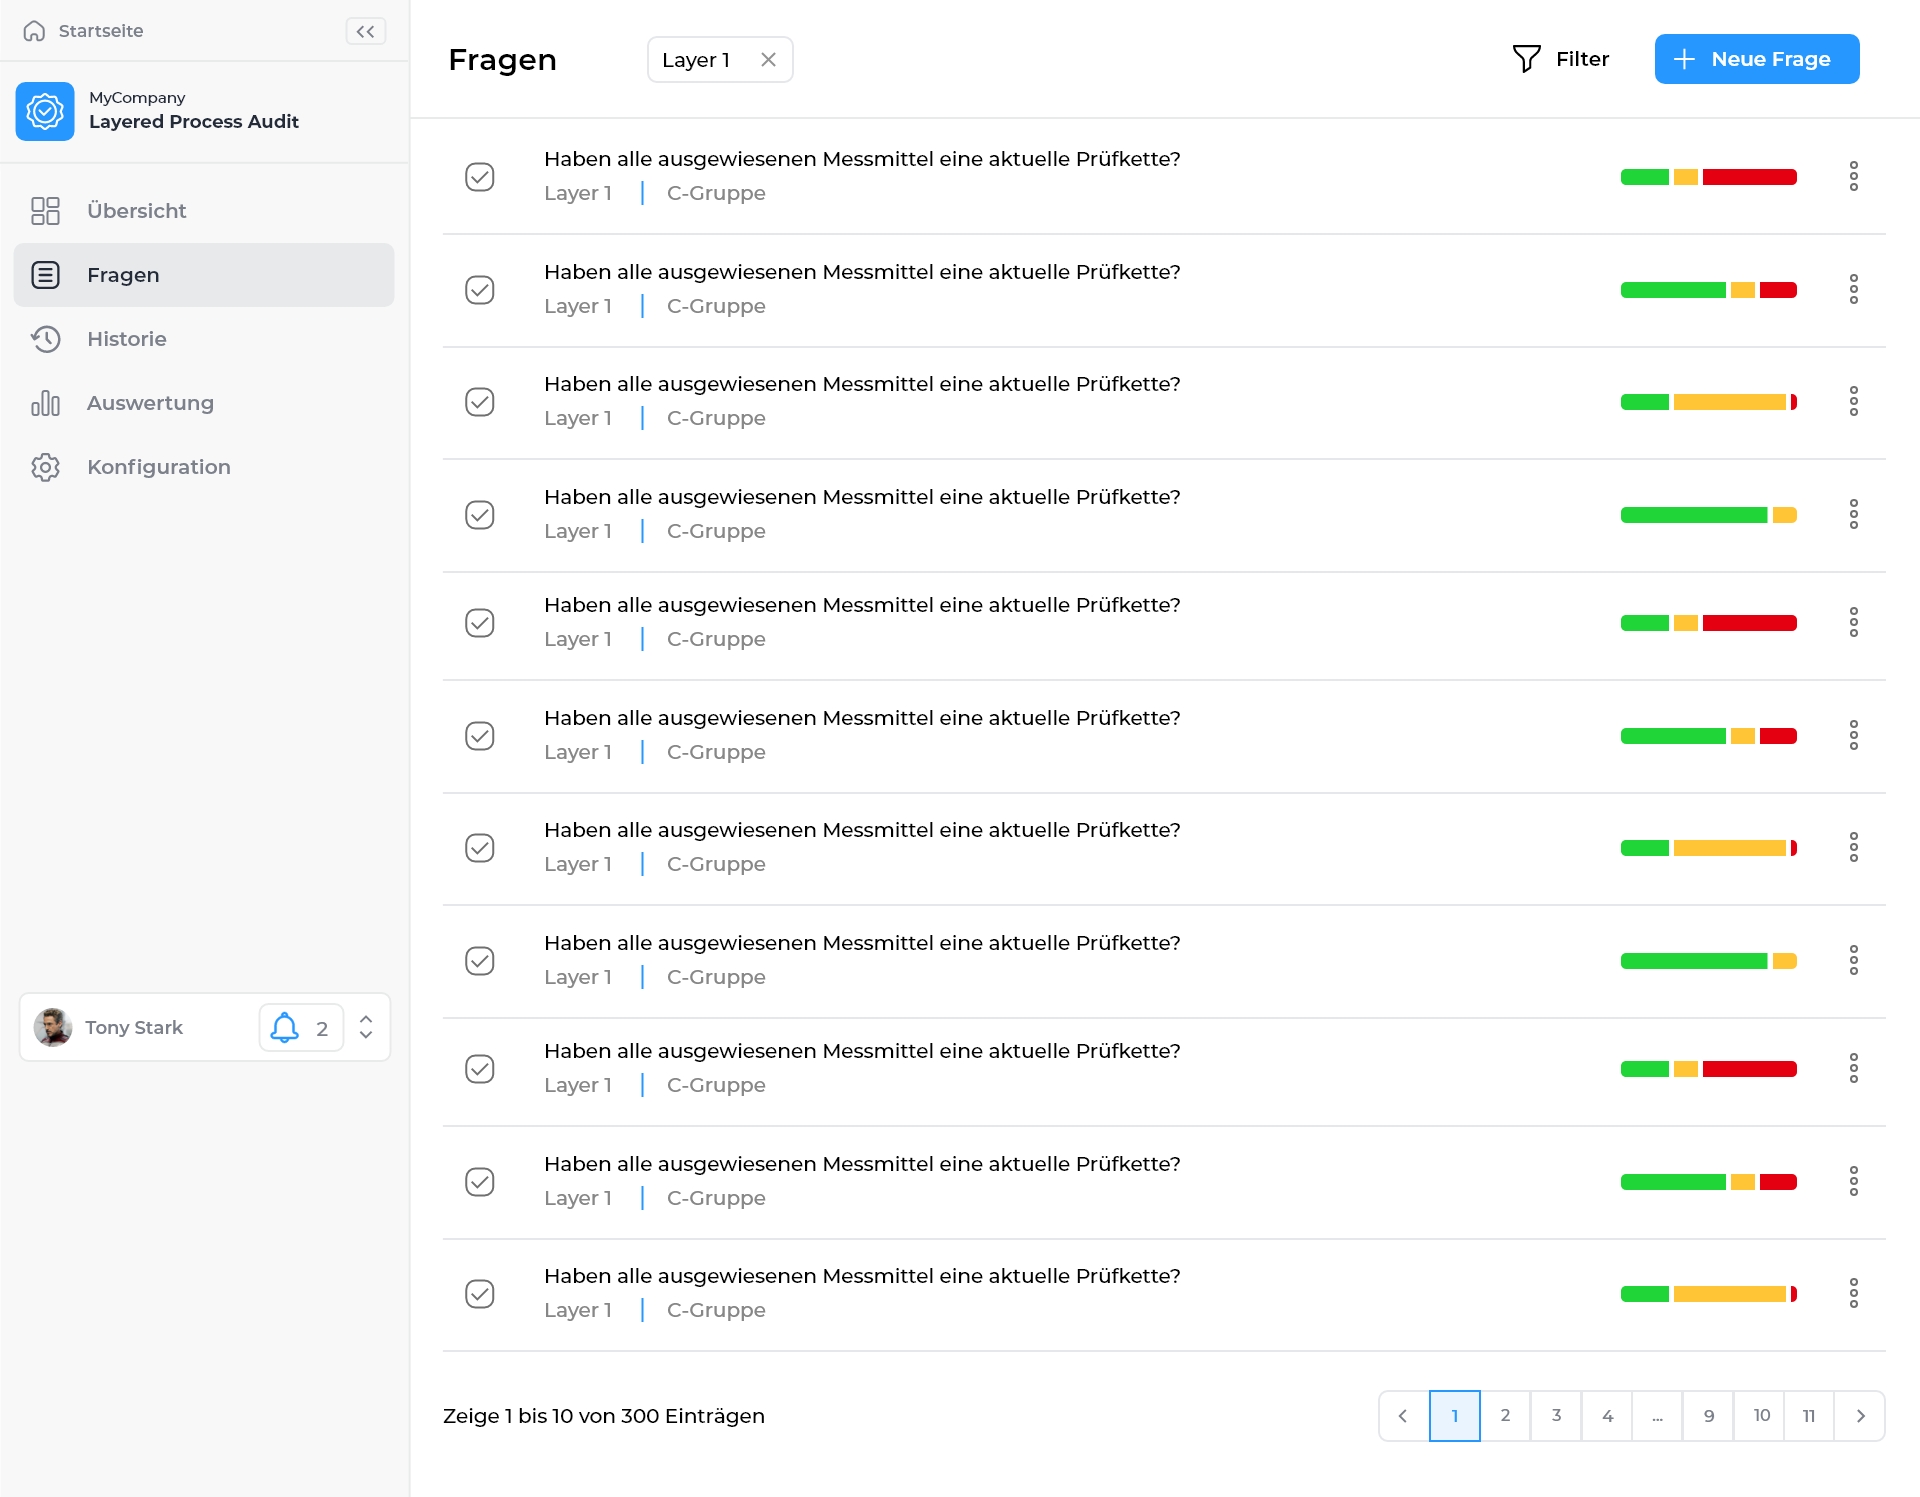 Startseite
MyCompany
Layered Process Audit
Übersicht
Fragen
Historie
Auswertung
Konfiguration
Tony Stark
2
Fragen
Layer 1
Filter
Neue Frage
Haben alle ausgewiesenen Messmittel eine aktuelle Prüfkette?
Layer 1 | C-Gruppe
Haben alle ausgewiesenen Messmittel eine aktuelle Prüfkette?
Layer 1 | C-Gruppe
Haben alle ausgewiesenen Messmittel eine aktuelle Prüfkette?
Layer 1 | C-Gruppe
Haben alle ausgewiesenen Messmittel eine aktuelle Prüfkette?
Layer 1 | C-Gruppe
Haben alle ausgewiesenen Messmittel eine aktuelle Prüfkette?
Layer 1 | C-Gruppe
Haben alle ausgewiesenen Messmittel eine aktuelle Prüfkette?
Layer 1 | C-Gruppe
Haben alle ausgewiesenen Messmittel eine aktuelle Prüfkette?
Layer 1 | C-Gruppe
Haben alle ausgewiesenen Messmittel eine aktuelle Prüfkette?
Layer 1 | C-Gruppe
Haben alle ausgewiesenen Messmittel eine aktuelle Prüfkette?
Layer 1 | C-Gruppe
Haben alle ausgewiesenen Messmittel eine aktuelle Prüfkette?
Layer 1 | C-Gruppe
Haben alle ausgewiesenen Messmittel eine aktuelle Prüfkette?
Layer 1 | C-Gruppe
Zeige 1 bis 10 von 300 Einträgen
1 2 3 4 ... 9 10 11